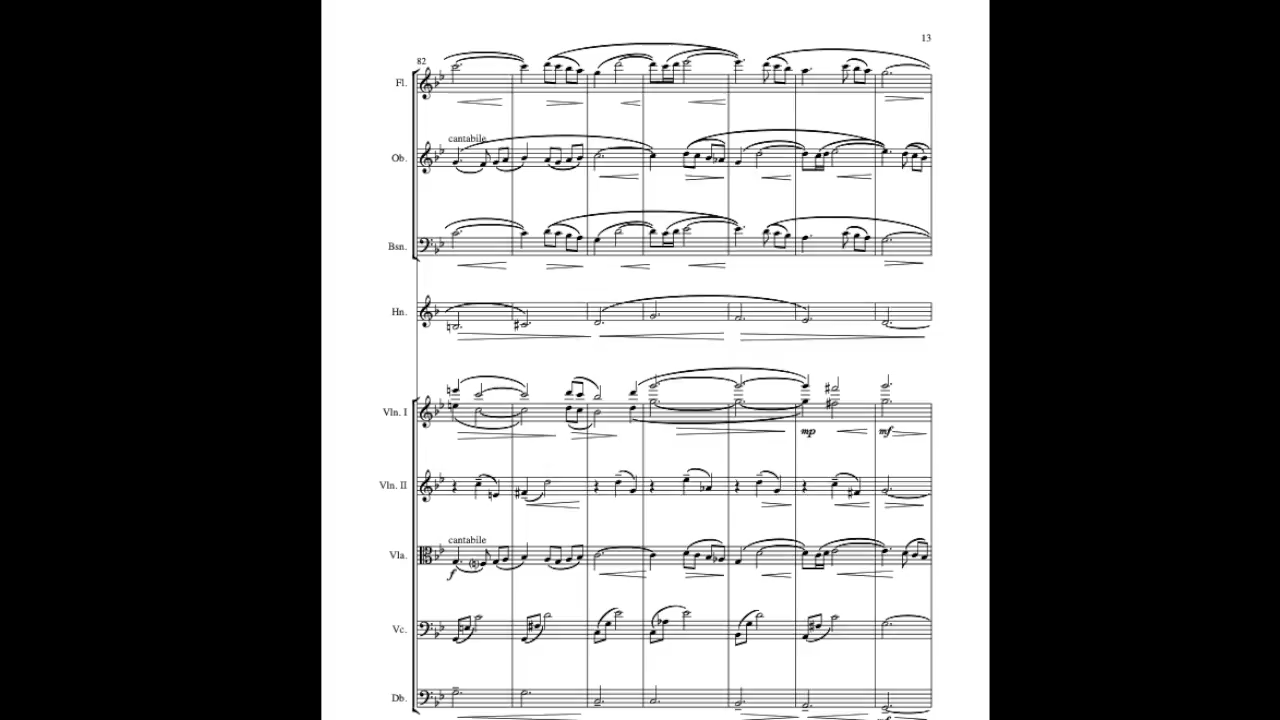 13
82
Fl.
cantabile
Ob.
Bsn.
Hn.
Vln. I
mp
mf
Vln. II
cantabile
Vla.
f
Vc.
Db.